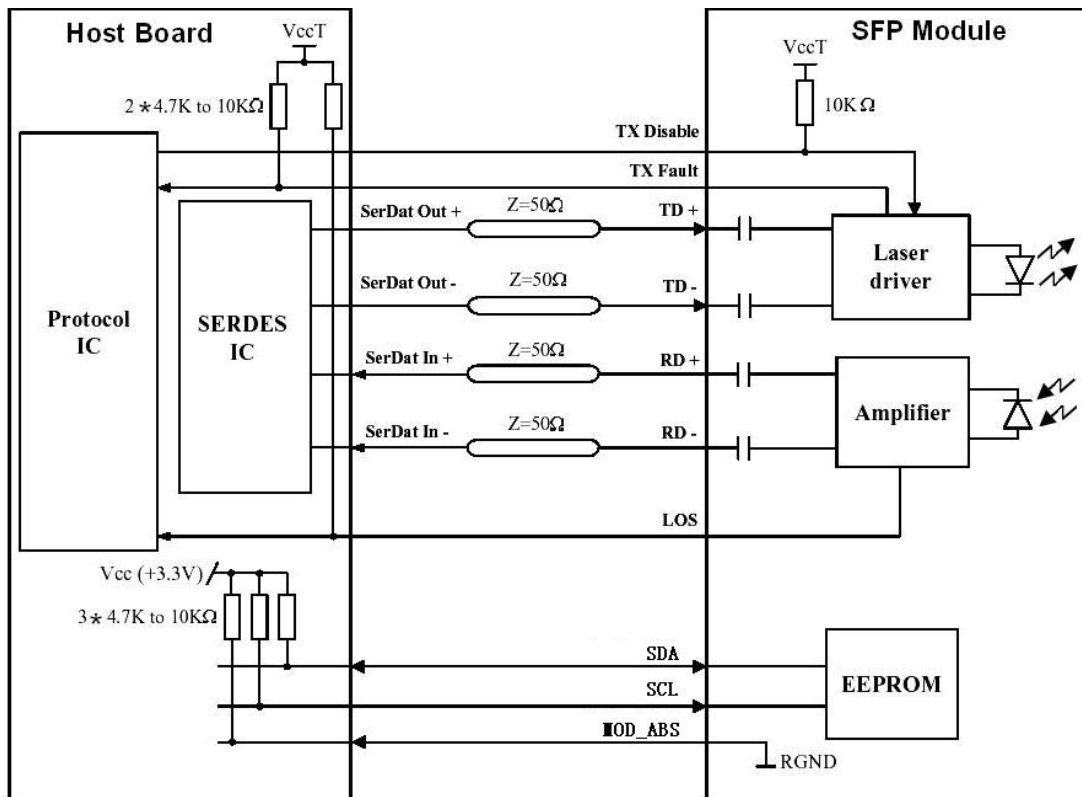 Host Board
SFP Module
VccT
VccT
2*4.7K to 10KΩ
10KΩ
TX Disable
TX Fault
SerDat Out +
Z=50Ω
TD +
Laser
driver
SerDat Out -
Z=50Ω
TD -
Protocol
IC
SERDES
IC
SerDat In +
Z=50Ω
RD +
Amplifier
SerDat In -
Z=50Ω
RD -
LOS
Vcc (+3.3V)
3*4.7K to 10KΩ
SDA
EEPROM
SCL
MOD_ABS
RGND